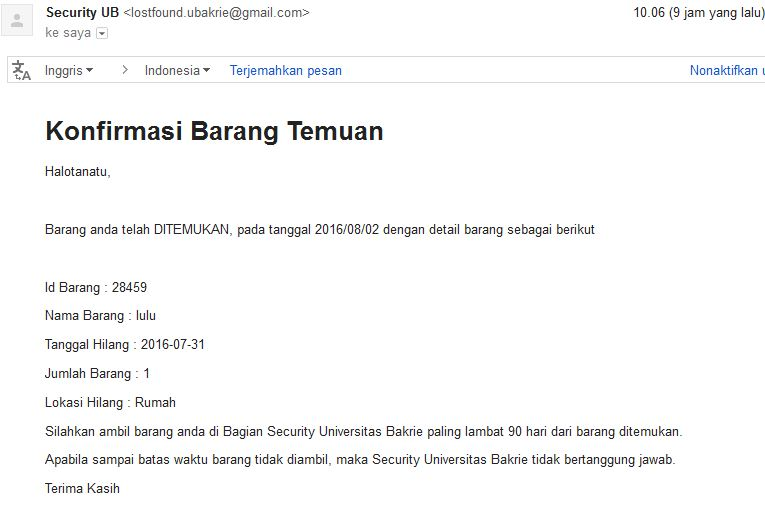 Security UB <lostfound.ubakrie@gmail.com> 10.06 (9 jam yang lalu)
ke saya
Inggris > Indonesia Terjemahkan pesan Nonaktifkan u
Konfirmasi Barang Temuan
Halotanatu,
Barang anda telah DITEMUKAN, pada tanggal 2016/08/02 dengan detail barang sebagai berikut
Id Barang : 28459
Nama Barang : lulu
Tanggal Hilang : 2016-07-31
Jumlah Barang : 1
Lokasi Hilang : Rumah
Silahkan ambil barang anda di Bagian Security Universitas Bakrie paling lambat 90 hari dari barang ditemukan.
Apabila sampai batas waktu barang tidak diambil, maka Security Universitas Bakrie tidak bertanggung jawab.
Terima Kasih